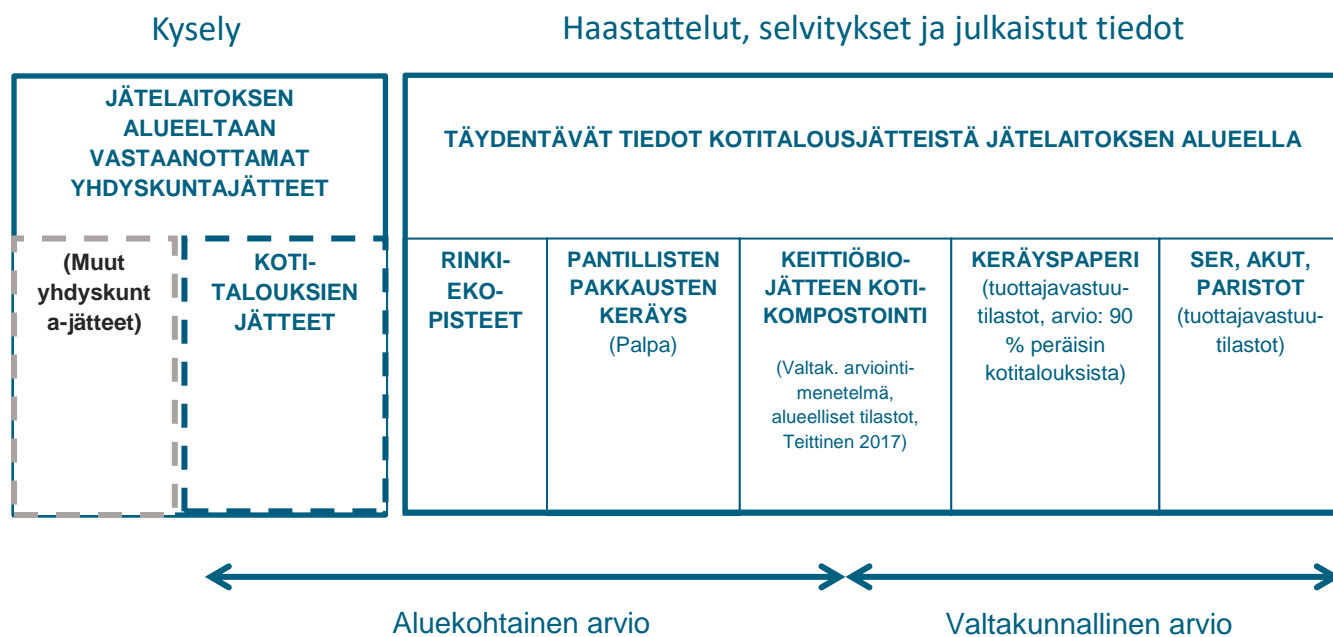 Kysely
Haastattelut, selvitykset ja julkaistut tiedot
JÄTELAITOKSEN
ALUEELTAAN
VASTAANOTTAMAT
YHDYSKUNTAJÄTTEET
TÄYDENTÄVÄT TIEDOT KOTITALOUSJÄTTEISTÄ JÄTELAITOKSEN ALUEELLA
(Muut
yhdyskunt
a-jätteet)
KOTI-
TALOUKSIEN
JÄTTEET
RINKI-
EKO-
PISTEET
PANTILLISTEN
PAKKAUSTEN
KERÄYS
(Palpa)
KEITTIÖBIO-
JÄTTEEN KOTI-
KOMPOSTOINTI
(Valtak. arviointi-
menetelmä,
alueelliset tilastot,
Teittinen 2017)
KERÄYSPAPERI
(tuottajavastuu-
tilastot, arvio: 90
% peräisin
kotitalouksista)
SER, AKUT,
PARISTOT
(tuottajavastuu-
tilastot)
Aluekohtainen arvio
Valtakunnallinen arvio